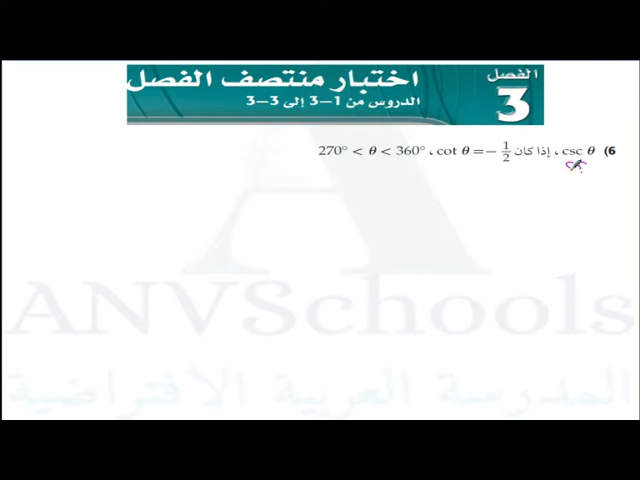 الفصل
3
اختبار منتصف الفصل
الدروس من 1–3 إلى 3–3
6) csc θ ، إذا كان cot θ = − 1/2 ، 270° < θ < 360°
ANVSchools
المدرسة العربية الافتراضية